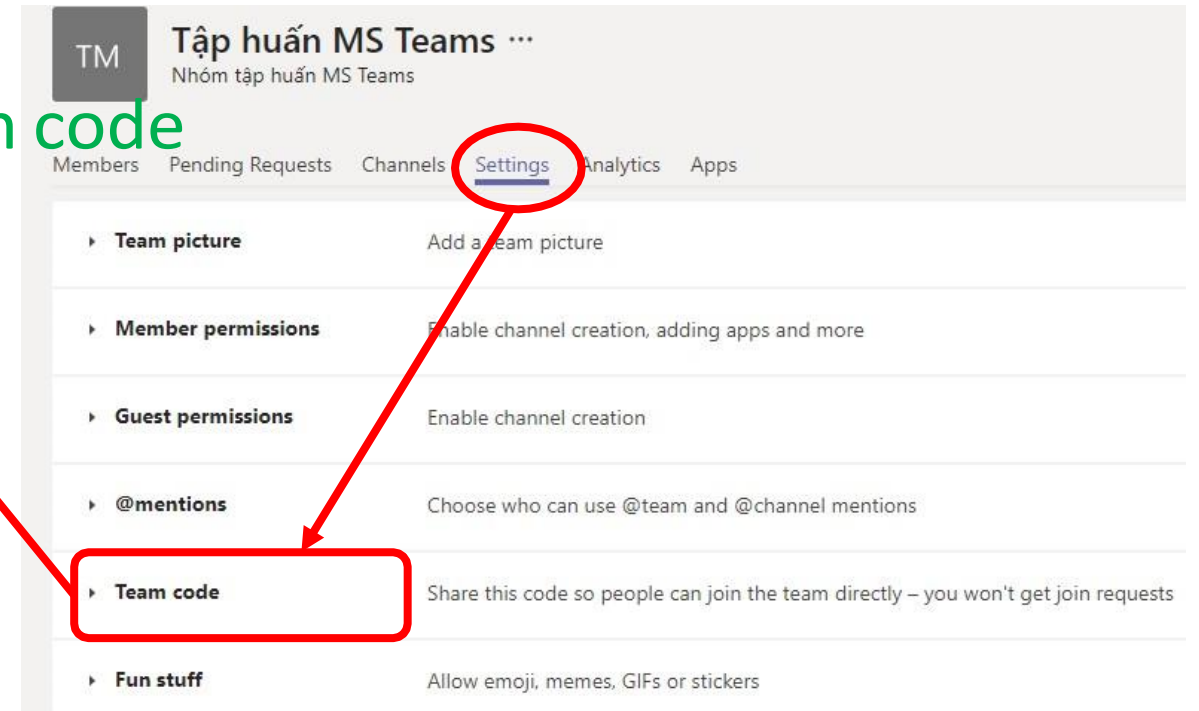 TM
Tập huấn MS Teams ...
Nhóm tập huấn MS Teams
code
Members Pending Requests Channels Settings Analytics Apps
Team picture Add a team picture
Member permissions Enable channel creation, adding apps and more
Guest permissions Enable channel creation
@mentions Choose who can use @team and @channel mentions
Team code Share this code so people can join the team directly – you won't get join requests
Fun stuff Allow emoji, memes, GIFs or stickers